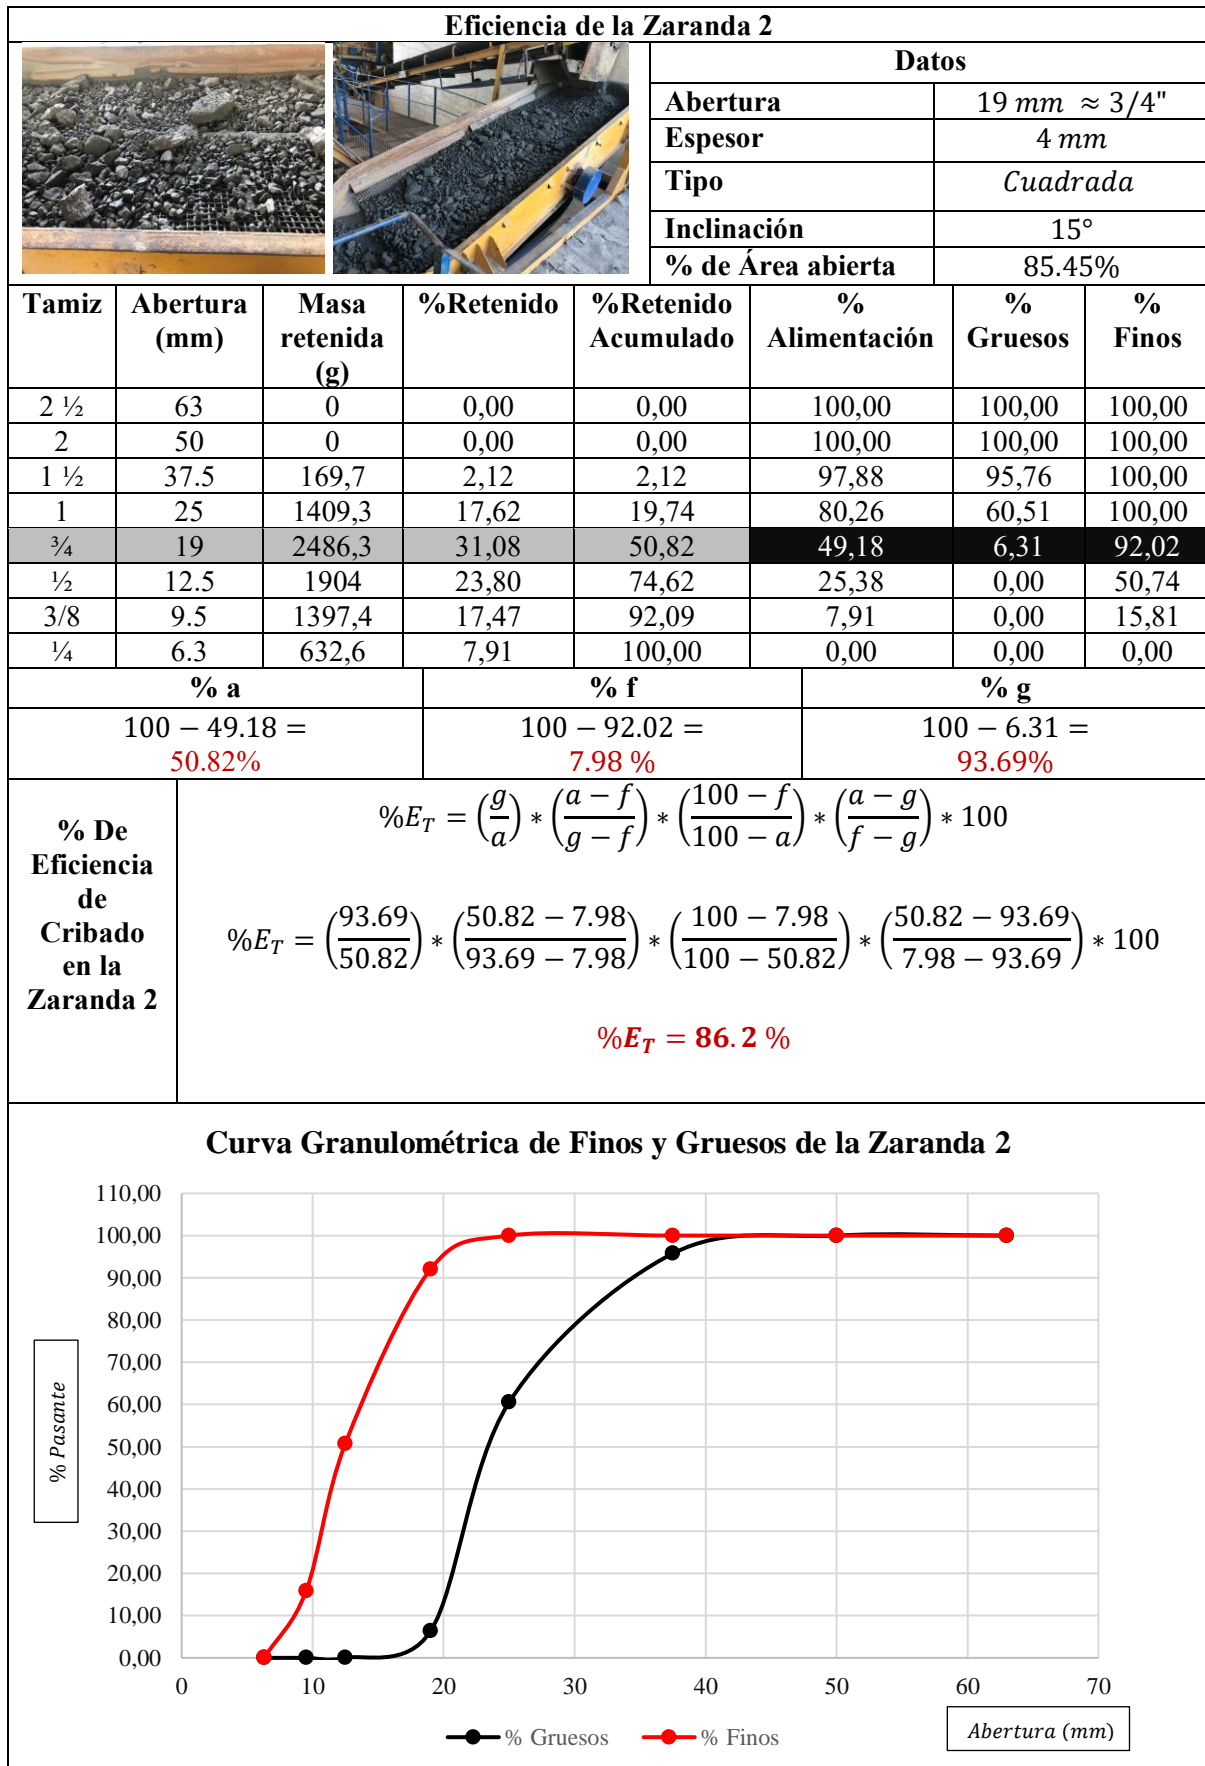 Eficiencia de la Zaranda 2
Datos
Abertura 19 mm ≈ 3/4"
Espesor 4 mm
Tipo Cuadrada
Inclinación 15°
% de Área abierta 85.45%
Tamiz Abertura (mm) Masa retenida (g) %Retenido %Retenido Acumulado % Alimentación % Gruesos % Finos
2 ½ 63 0 0,00 0,00 100,00 100,00 100,00
2 50 0 0,00 0,00 100,00 100,00 100,00
1 ½ 37.5 169,7 2,12 2,12 97,88 95,76 100,00
1 25 1409,3 17,62 19,74 80,26 60,51 100,00
¾ 19 2486,3 31,08 50,82 49,18 6,31 92,02
½ 12.5 1904 23,80 74,62 25,38 0,00 50,74
3/8 9.5 1397,4 17,47 92,09 7,91 0,00 15,81
¼ 6.3 632,6 7,91 100,00 0,00 0,00 0,00
% a % f % g
100 − 49.18 = 100 − 92.02 = 100 − 6.31 =
50.82% 7.98 % 93.69%
% De
Eficiencia
de
Cribado
en la
Zaranda 2
%E_T = (g/a) * ((a − f)/(g − f)) * ((100 − f)/(100 − a)) * ((a − g)/(f − g)) * 100
%E_T = (93.69/50.82) * ((50.82 − 7.98)/(93.69 − 7.98)) * ((100 − 7.98)/(100 − 50.82)) * ((50.82 − 93.69)/(7.98 − 93.69)) * 100
%E_T = 86.2 %
Curva Granulométrica de Finos y Gruesos de la Zaranda 2
110,00
100,00
90,00
80,00
70,00
60,00
50,00
40,00
30,00
20,00
10,00
0,00
% Pasante
0 10 20 30 40 50 60 70
% Gruesos % Finos
Abertura (mm)